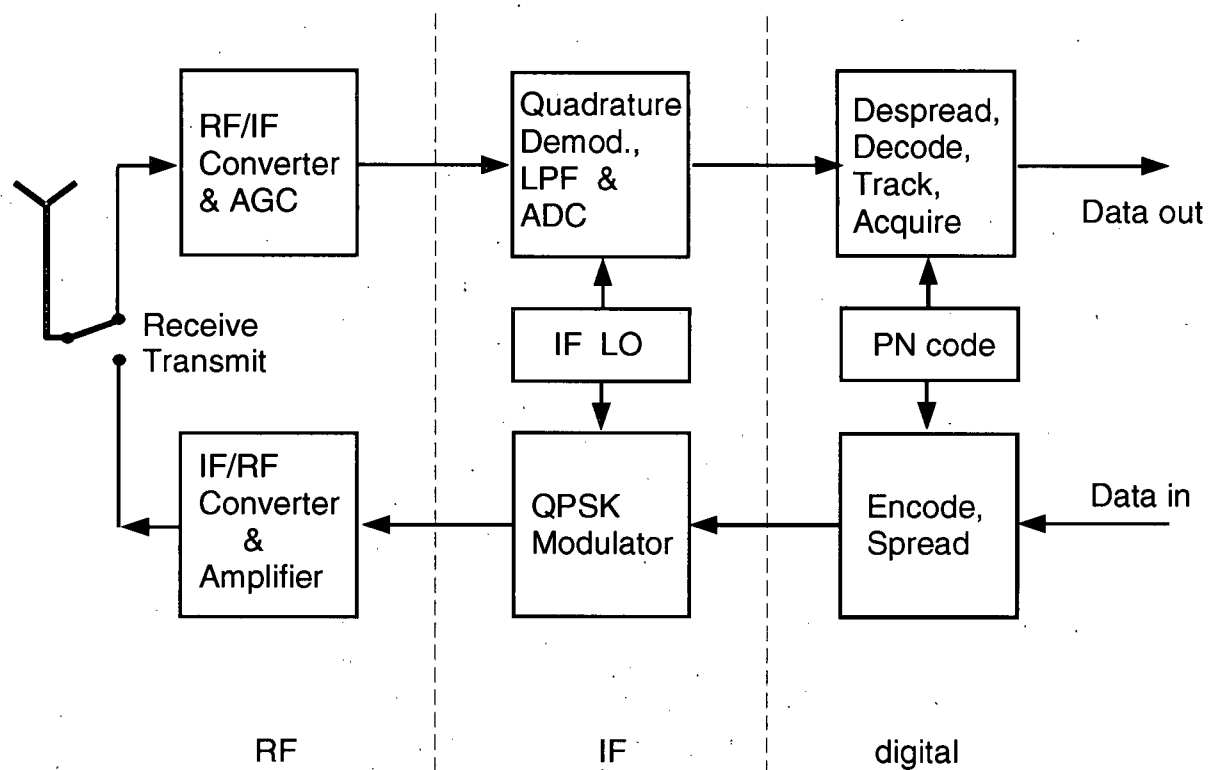 RF/IF
Converter
& AGC
Quadrature
Demod.,
LPF &
ADC
Despread,
Decode,
Track,
Acquire
Data out
Receive
Transmit
IF LO
PN code
IF/RF
Converter
&
Amplifier
QPSK
Modulator
Encode,
Spread
Data in
RF
IF
digital